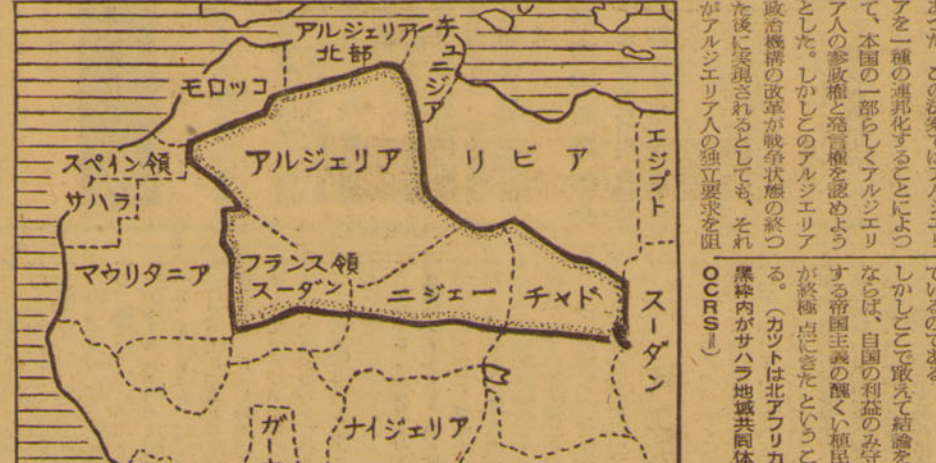 アルジェリア
北部
チュニジア
モロッコ
アルジェリア
リビア
エジプト
スペイン領
サハラ
マウリタニア
フランス領
スーダン
ニジェー
チャド
スーダン
ナイジェリア
ガー
アを一種の連邦化することによつ
て、本国の一部らしくアルジエリ
ア人の参政権と発言権を認めよう
とした。しかしこのアルジエリア
政治機構の改革が戦争状態の終つ
た後に実現されるとしても、それ
がアルジエリア人の独立要求を阻
ているのである
しかしここで敢えて結論を
ならば、自国の利益のみ守
する帝国主義の醜くい植民
が終極点にきたというこ
る。（カツトは北アフリカ
黒枠内がサハラ地域共同体
OCRS＝）